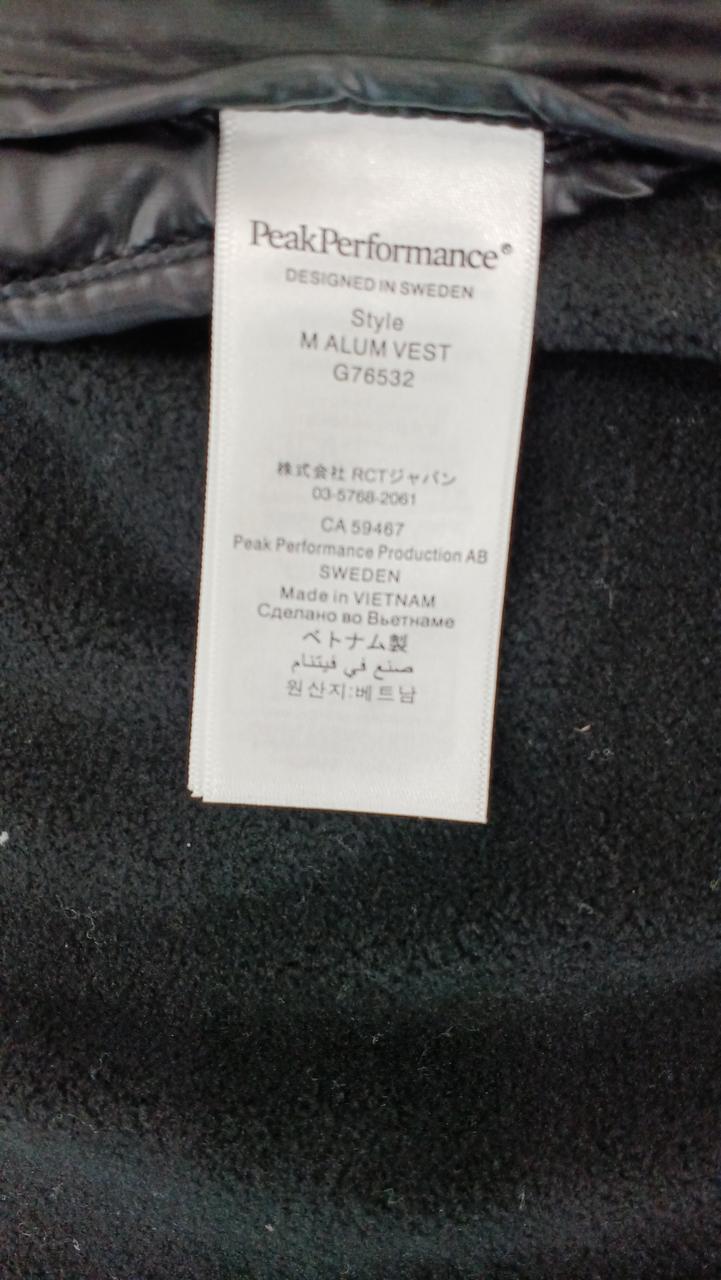 PeakPerformance®
DESIGNED IN SWEDEN
Style
M ALUM VEST
G76532
株式会社 RCTジャパン
03-5768-2061
CA 59467
Peak Performance Production AB
SWEDEN
Made in VIETNAM
Сделано во Вьетнаме
ベトナム製
صنع في فيتنام
원산지:베트남